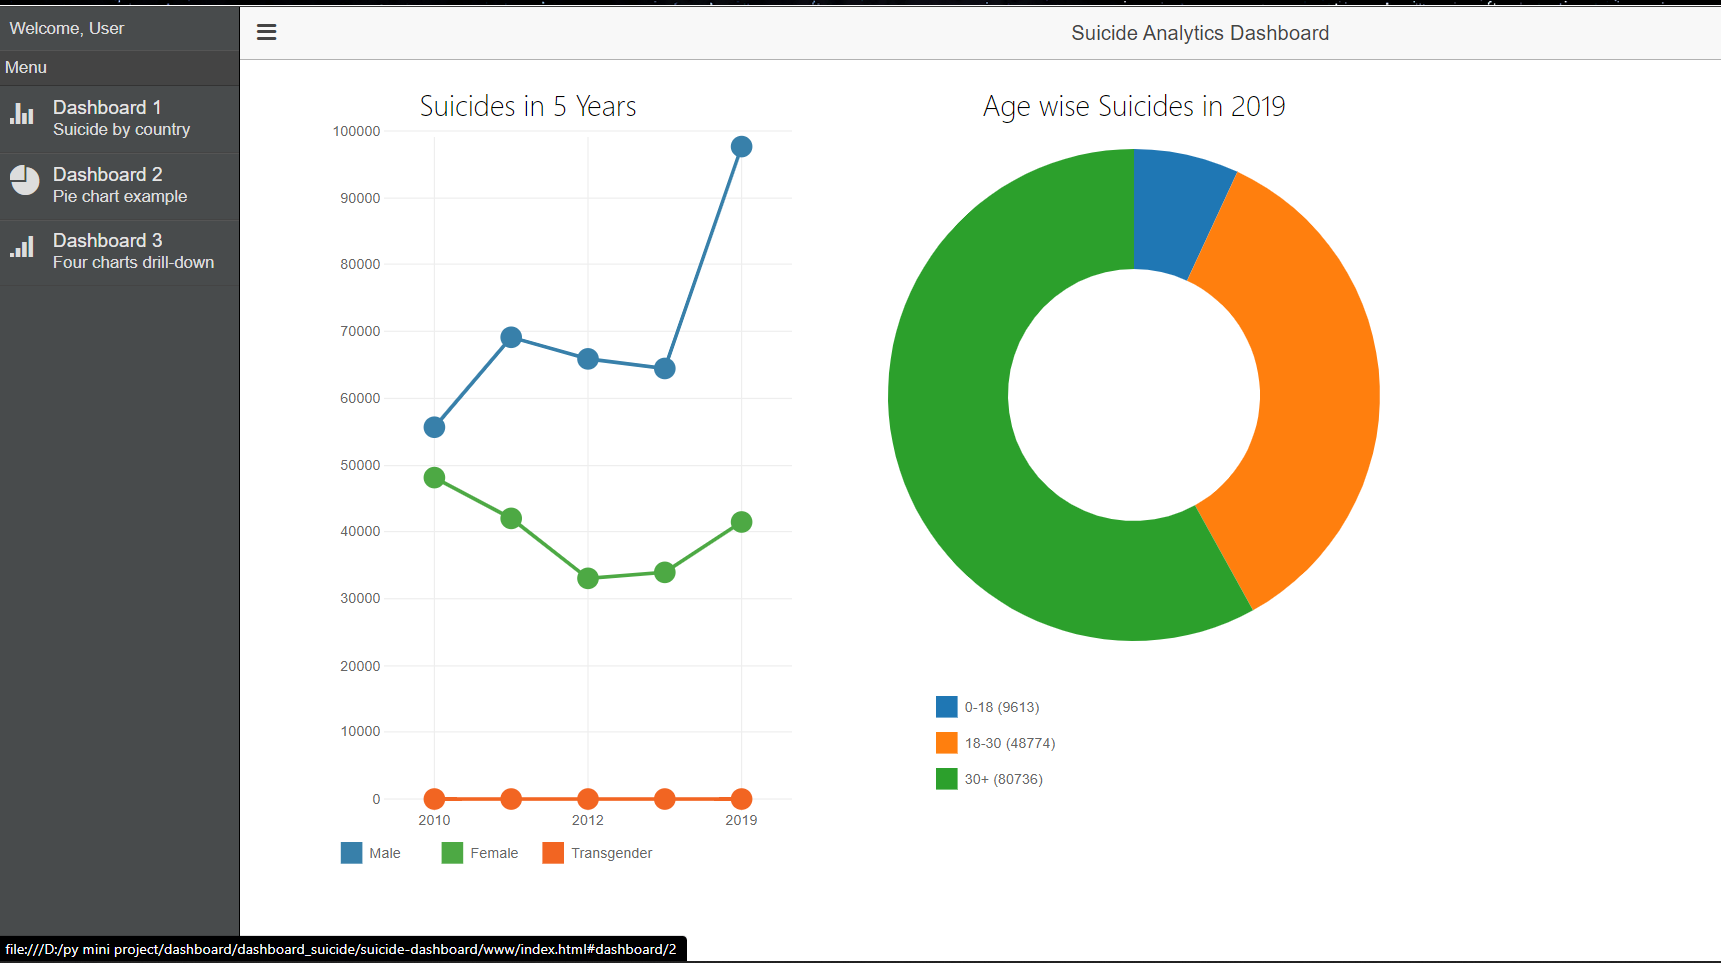 Welcome, User
Suicide Analytics Dashboard
Menu
Dashboard 1
Suicide by country
Dashboard 2
Pie chart example
Dashboard 3
Four charts drill-down
Suicides in 5 Years
100000
90000
80000
70000
60000
50000
40000
30000
20000
10000
0
2010 2012 2019
Male Female Transgender
Age wise Suicides in 2019
0-18 (9613)
18-30 (48774)
30+ (80736)
file:///D:/py mini project/dashboard/dashboard_suicide/suicide-dashboard/www/index.html#dashboard/2